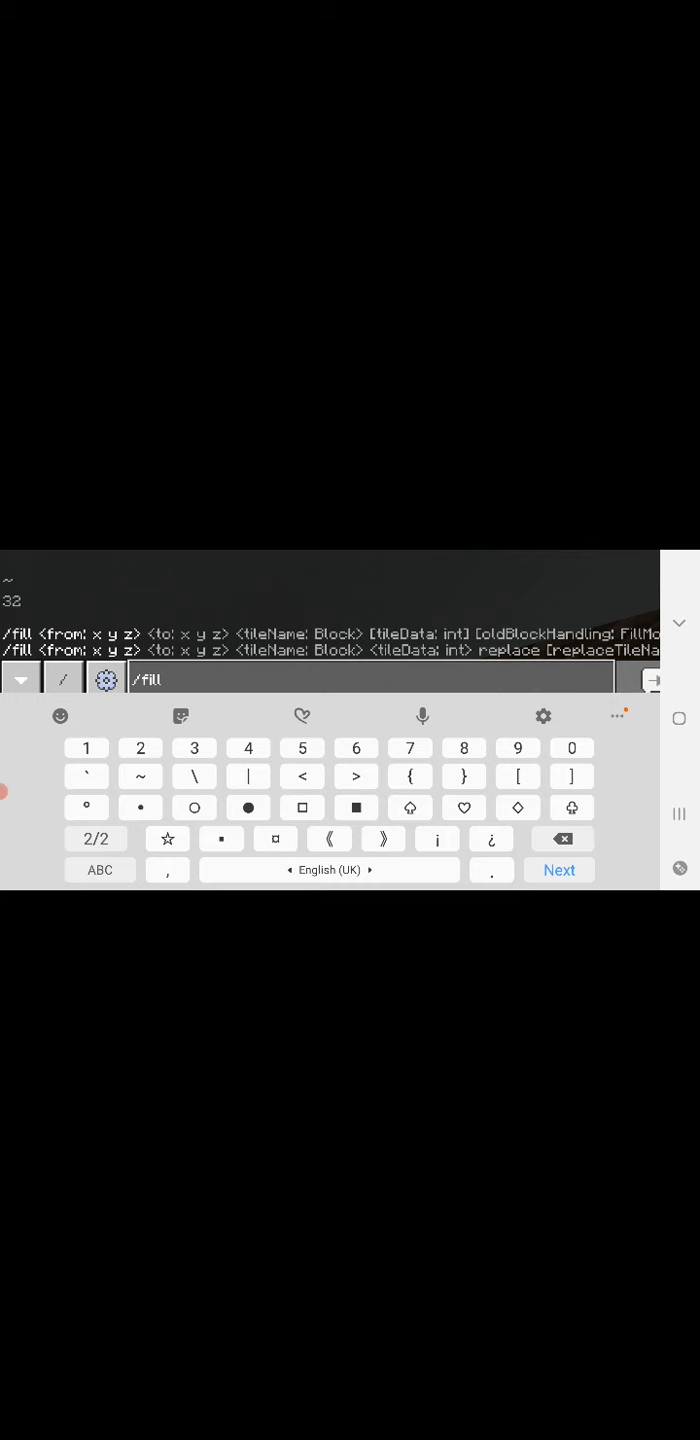 ~
32
/fill <from: x y z> <to: x y z> <tileName: Block> [tileData: int] [oldBlockHandling: FillMo
/fill <from: x y z> <to: x y z> <tileName: Block> <tileData: int> replace [replaceTileNa
/ /fill
1 2 3 4 5 6 7 8 9 0
` ~ \ | < > { } [ ]
° • ○ ● □ ■ ♤ ♡ ◇ ♧
2/2 ☆ ▪ ¤ 《 》 ¡ ¿
ABC , English (UK) . Next